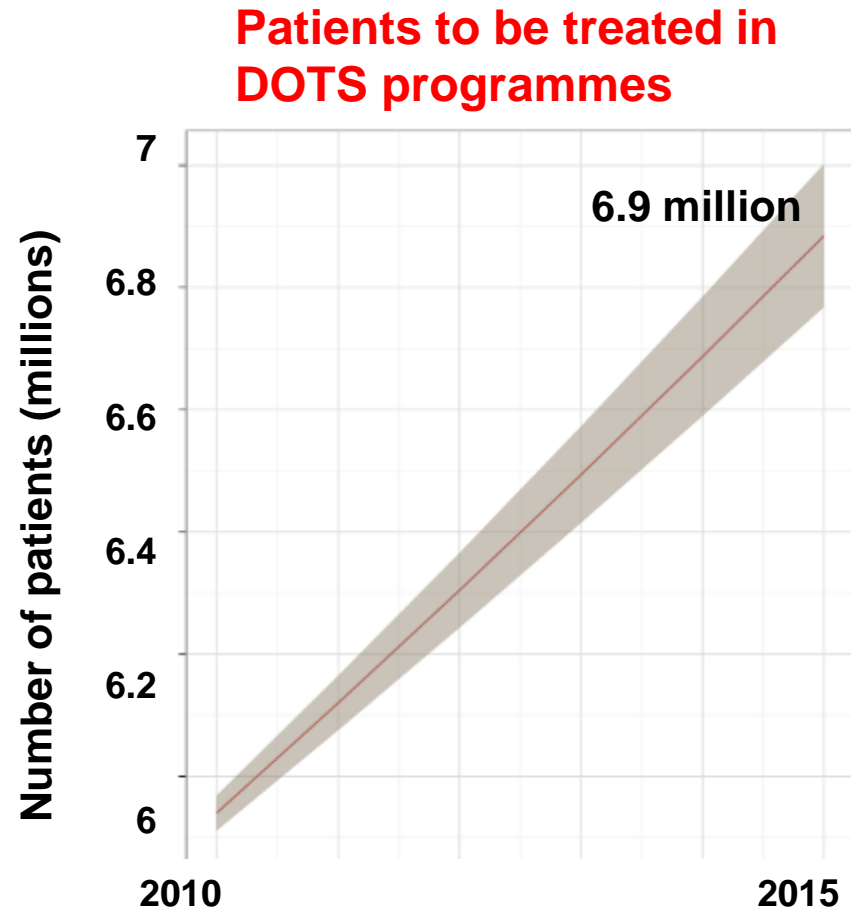 Patients to be treated in
DOTS programmes
7
6.9 million
6.8
6.6
6.4
6.2
6
Number of patients (millions)
2010 2015